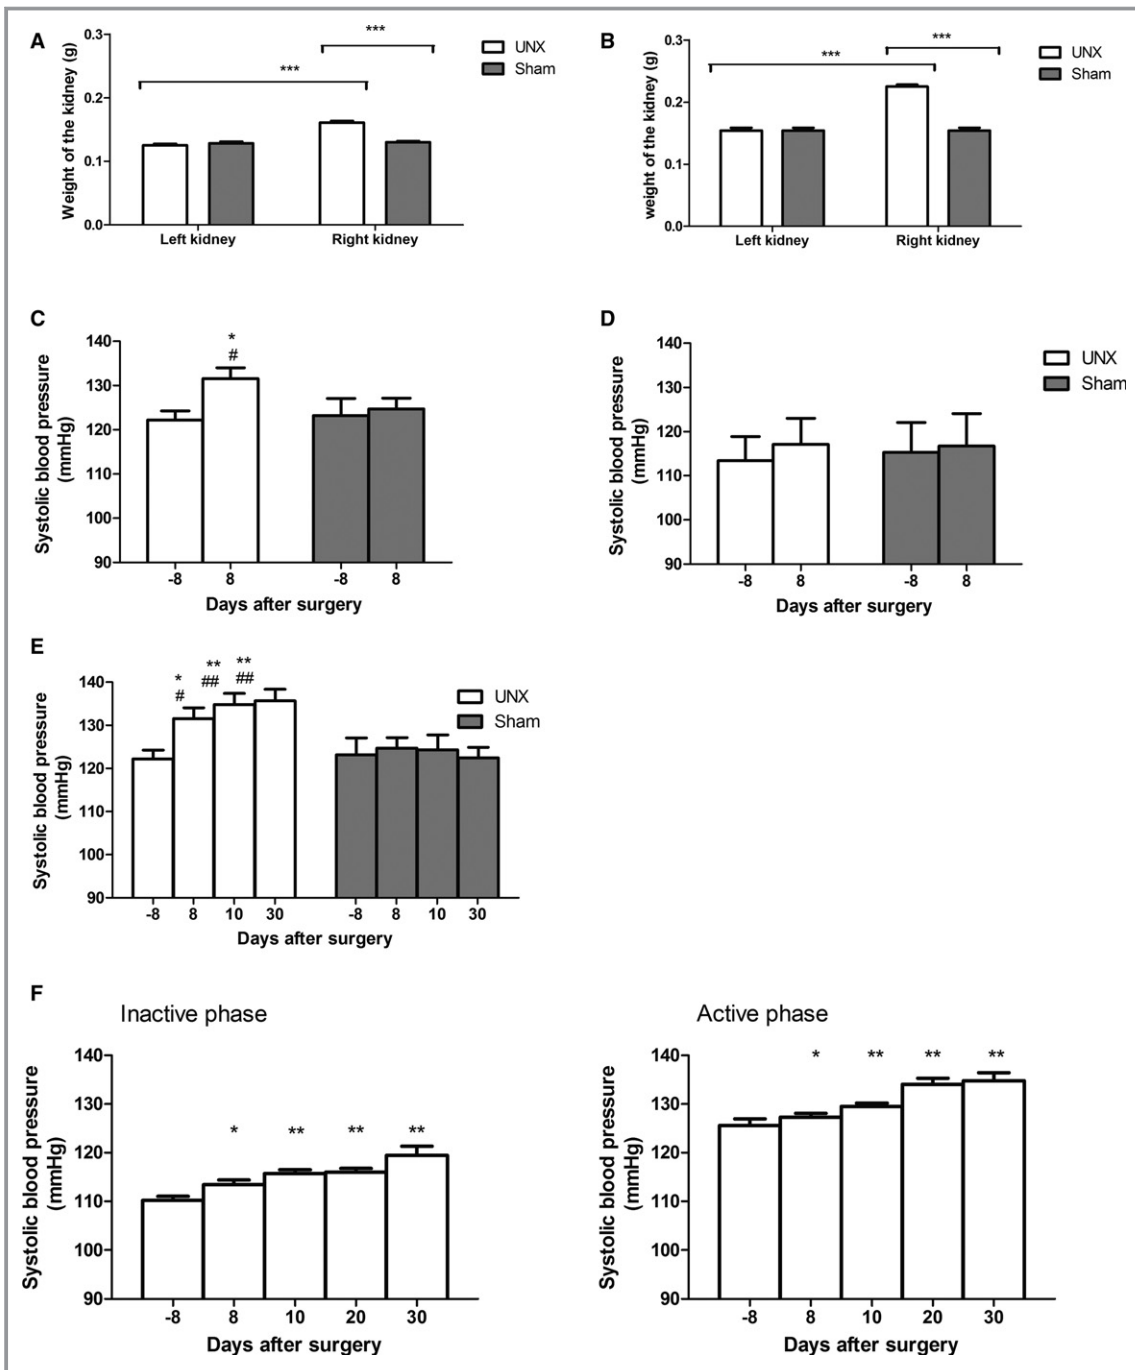 A
Weight of the kidney (g)
0.3
0.2
0.1
0.0
***
***
Left kidney
Right kidney
UNX
Sham
B
weight of the kidney (g)
0.3
0.2
0.1
0.0
***
***
Left kidney
Right kidney
UNX
Sham
C
Systolic blood pressure
(mmHg)
140
130
120
110
100
90
*
#
-8 8 -8 8
Days after surgery
D
Systolic blood pressure
(mmHg)
140
130
120
110
100
90
-8 8 -8 8
Days after surgery
UNX
Sham
E
Systolic blood pressure
(mmHg)
140
130
120
110
100
90
* ** **
# ## ##
-8 8 10 30 -8 8 10 30
Days after surgery
UNX
Sham
F
Inactive phase
Systolic blood pressure
(mmHg)
140
130
120
110
100
90
* ** ** **
-8 8 10 20 30
Days after surgery
Active phase
Systolic blood pressure
(mmHg)
140
130
120
110
100
90
* ** ** **
-8 8 10 20 30
Days after surgery